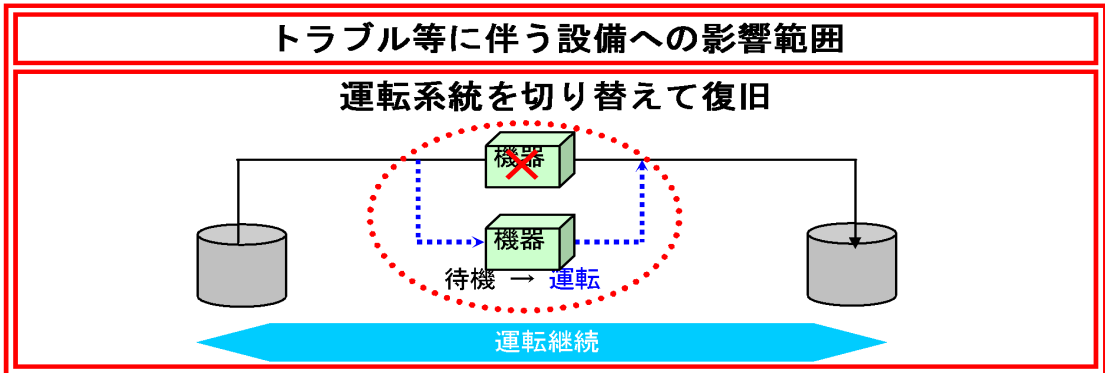 トラブル等に伴う設備への影響範囲
運転系統を切り替えて復旧
機器
機器
待機 → 運転
運転継続